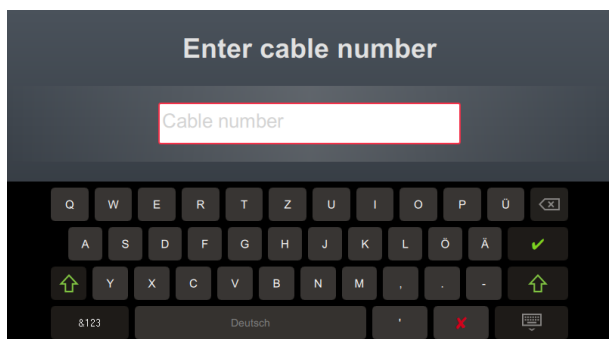 Enter cable number
Cable number
Q W E R T Z U I O P Ü
A S D F G H J K L Ö Ä
Y X C V B N M , . -
&123 Deutsch '